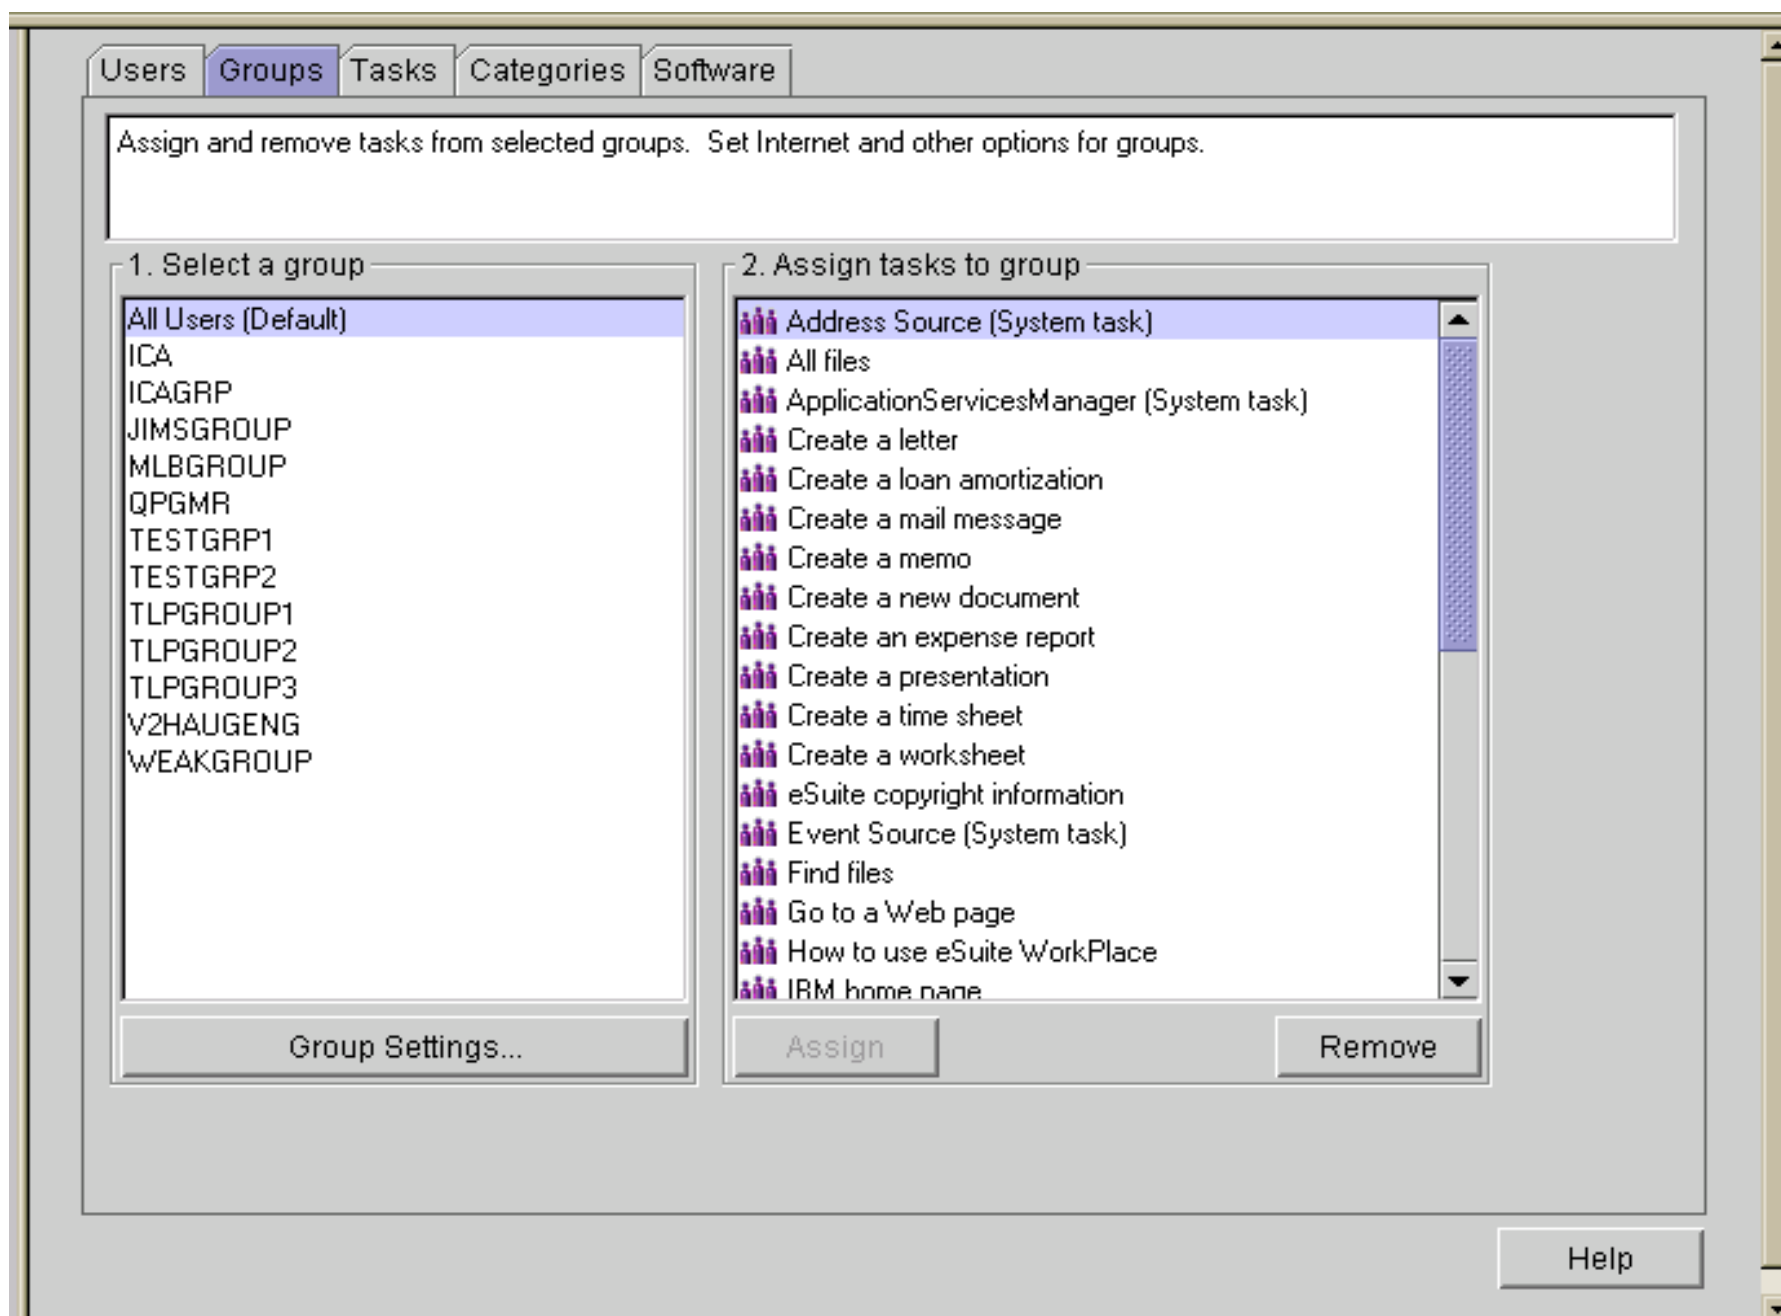 Users Groups Tasks Categories Software
Assign and remove tasks from selected groups.  Set Internet and other options for groups.
1. Select a group
All Users (Default)
ICA
ICAGRP
JIMSGROUP
MLBGROUP
QPGMR
TESTGRP1
TESTGRP2
TLPGROUP1
TLPGROUP2
TLPGROUP3
V2HAUGENG
WEAKGROUP
Group Settings...
2. Assign tasks to group
Address Source (System task)
All files
ApplicationServicesManager (System task)
Create a letter
Create a loan amortization
Create a mail message
Create a memo
Create a new document
Create an expense report
Create a presentation
Create a time sheet
Create a worksheet
eSuite copyright information
Event Source (System task)
Find files
Go to a Web page
How to use eSuite WorkPlace
IBM home page
Assign Remove
Help